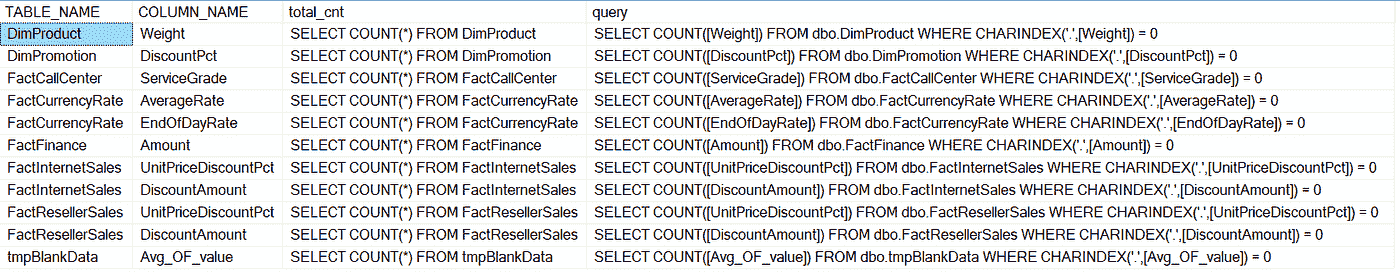 TABLE_NAME COLUMN_NAME total_cnt query
DimProduct Weight SELECT COUNT(*) FROM DimProduct SELECT COUNT([Weight]) FROM dbo.DimProduct WHERE CHARINDEX('.',[Weight]) = 0
DimPromotion DiscountPct SELECT COUNT(*) FROM DimPromotion SELECT COUNT([DiscountPct]) FROM dbo.DimPromotion WHERE CHARINDEX('.',[DiscountPct]) = 0
FactCallCenter ServiceGrade SELECT COUNT(*) FROM FactCallCenter SELECT COUNT([ServiceGrade]) FROM dbo.FactCallCenter WHERE CHARINDEX('.',[ServiceGrade]) = 0
FactCurrencyRate AverageRate SELECT COUNT(*) FROM FactCurrencyRate SELECT COUNT([AverageRate]) FROM dbo.FactCurrencyRate WHERE CHARINDEX('.',[AverageRate]) = 0
FactCurrencyRate EndOfDayRate SELECT COUNT(*) FROM FactCurrencyRate SELECT COUNT([EndOfDayRate]) FROM dbo.FactCurrencyRate WHERE CHARINDEX('.',[EndOfDayRate]) = 0
FactFinance Amount SELECT COUNT(*) FROM FactFinance SELECT COUNT([Amount]) FROM dbo.FactFinance WHERE CHARINDEX('.',[Amount]) = 0
FactInternetSales UnitPriceDiscountPct SELECT COUNT(*) FROM FactInternetSales SELECT COUNT([UnitPriceDiscountPct]) FROM dbo.FactInternetSales WHERE CHARINDEX('.',[UnitPriceDiscountPct]) = 0
FactInternetSales DiscountAmount SELECT COUNT(*) FROM FactInternetSales SELECT COUNT([DiscountAmount]) FROM dbo.FactInternetSales WHERE CHARINDEX('.',[DiscountAmount]) = 0
FactResellerSales UnitPriceDiscountPct SELECT COUNT(*) FROM FactResellerSales SELECT COUNT([UnitPriceDiscountPct]) FROM dbo.FactResellerSales WHERE CHARINDEX('.',[UnitPriceDiscountPct]) = 0
FactResellerSales DiscountAmount SELECT COUNT(*) FROM FactResellerSales SELECT COUNT([DiscountAmount]) FROM dbo.FactResellerSales WHERE CHARINDEX('.',[DiscountAmount]) = 0
tmpBlankData Avg_OF_value SELECT COUNT(*) FROM tmpBlankData SELECT COUNT([Avg_OF_value]) FROM dbo.tmpBlankData WHERE CHARINDEX('.',[Avg_OF_value]) = 0